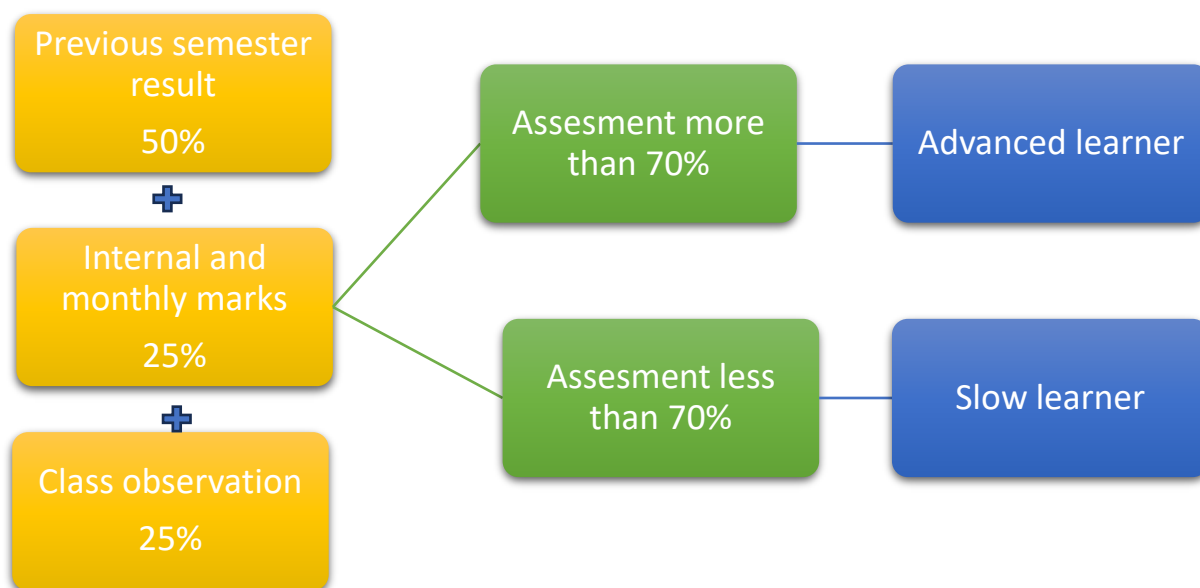 Previous semester
result
50%
Internal and
monthly marks
25%
Class observation
25%
Assesment more
than 70%
Assesment less
than 70%
Advanced learner
Slow learner